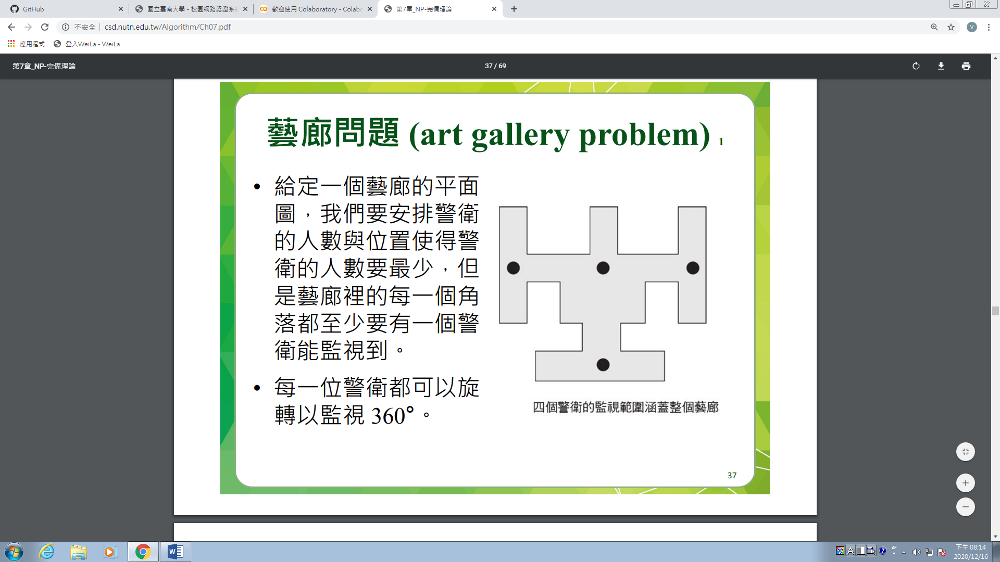 GitHub
國立臺南大學 - 校園網路認證系統
歡迎使用 Colaboratory - Colabo
第7章_NP-完備理論
不安全
csd.nutn.edu.tw/Algorithm/Ch07.pdf
V
應用程式
登入WeiLa - WeiLa
第7章_NP-完備理論
37 / 69
藝廊問題 (art gallery problem) 1
• 給定一個藝廊的平面
圖，我們要安排警衛
的人數與位置使得警
衛的人數要最少，但
是藝廊裡的每一個角
落都至少要有一個警
衛能監視到。
• 每一位警衛都可以旋
轉以監視 360°。
四個警衛的監視範圍涵蓋整個藝廊
37
下午 08:14
2020/12/16